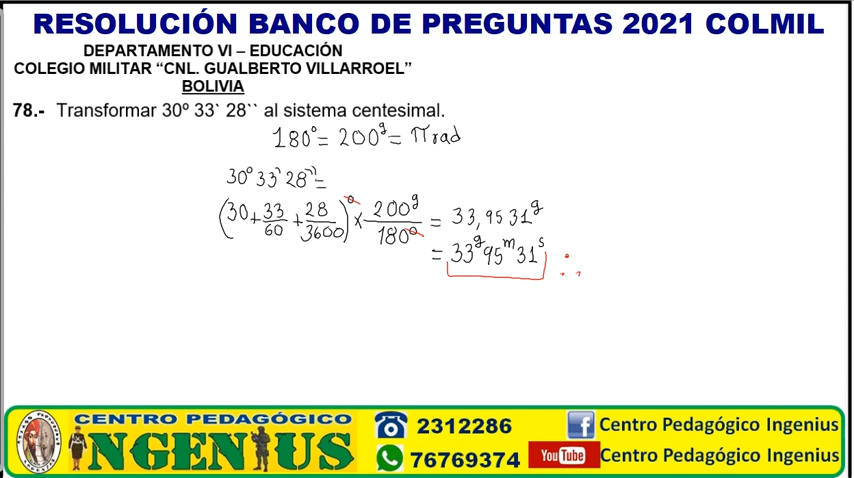 RESOLUCIÓN BANCO DE PREGUNTAS 2021 COLMIL
DEPARTAMENTO VI – EDUCACIÓN
COLEGIO MILITAR “CNL. GUALBERTO VILLARROEL”
BOLIVIA
78.- Transformar 30º 33` 28`` al sistema centesimal.
180° = 200^g = π rad
30° 33` 28`` =
(30 + 33/60 + 28/3600)° × 200^g/180° = 33,9531^g
= 33^g 95^m 31^s ∴
CENTRO PEDAGÓGICO
INGENIUS
2312286
76769374
f Centro Pedagógico Ingenius
YouTube Centro Pedagógico Ingenius